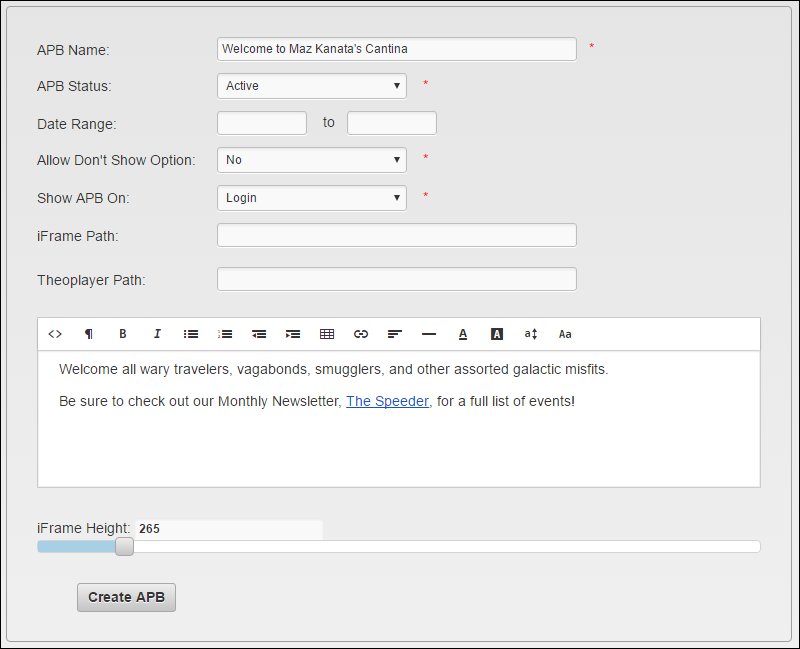 APB Name: Welcome to Maz Kanata's Cantina *
APB Status: Active *
Date Range: to
Allow Don't Show Option: No *
Show APB On: Login *
iFrame Path:
Theoplayer Path:
<> ¶ B I A A a Aa
Welcome all wary travelers, vagabonds, smugglers, and other assorted galactic misfits.
Be sure to check out our Monthly Newsletter, The Speeder, for a full list of events!
iFrame Height: 265
Create APB